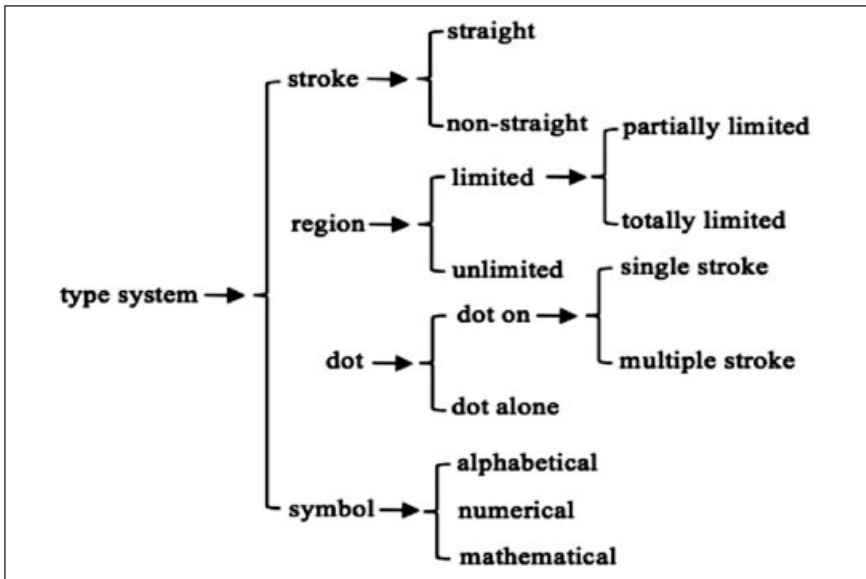 straight
stroke
non-straight
partially limited
limited
region
totally limited
unlimited
single stroke
type system
dot on
dot
multiple stroke
dot alone
alphabetical
symbol
numerical
mathematical